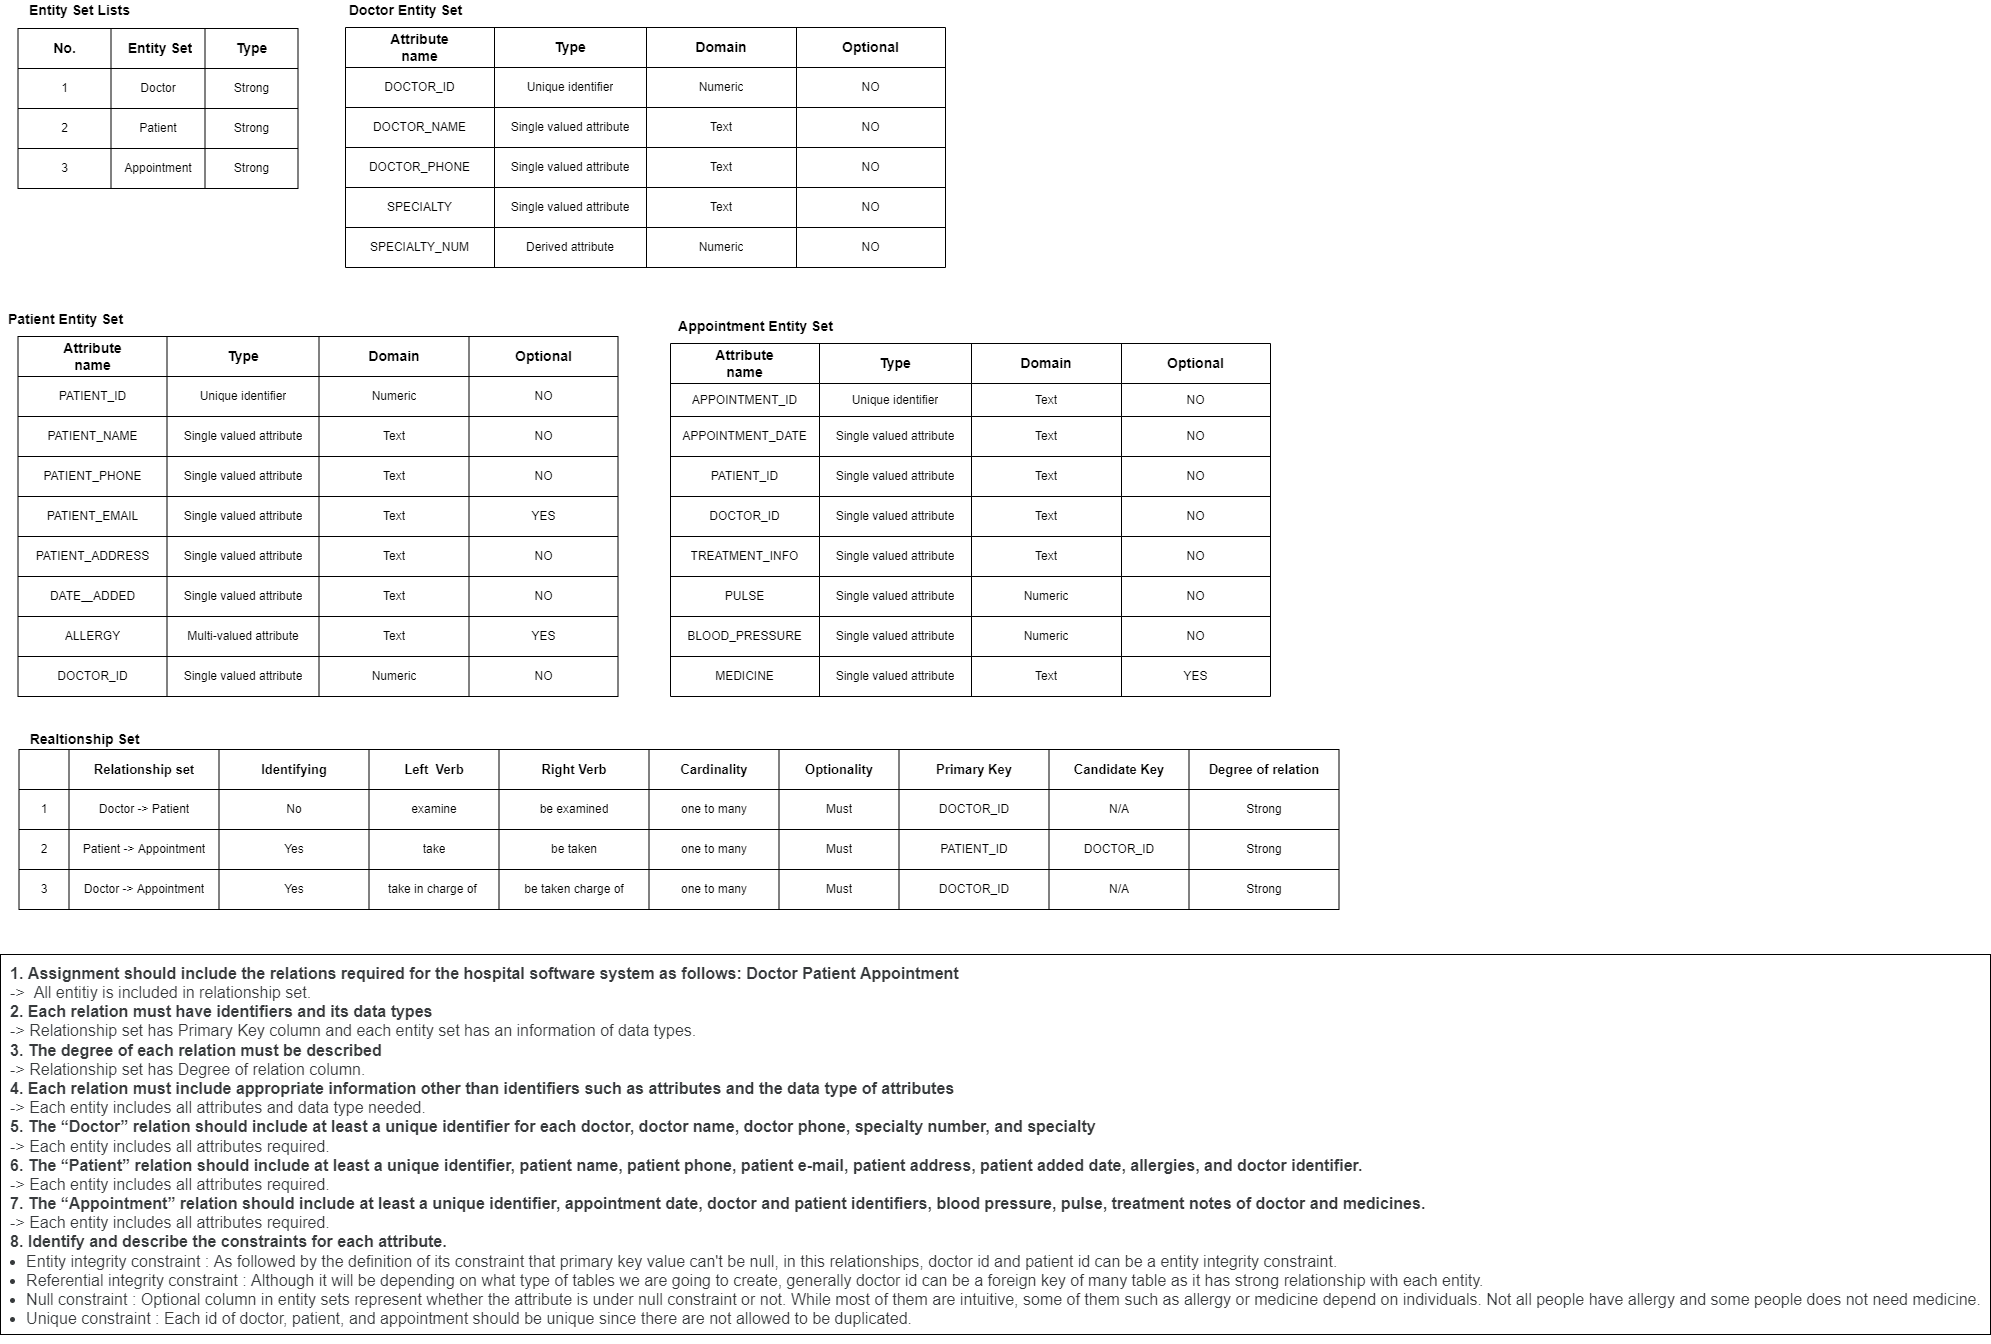 Entity Set Lists
No. Entity Set Type
1 Doctor Strong
2 Patient Strong
3 Appointment Strong
Doctor Entity Set
Attribute name Type Domain Optional
DOCTOR_ID Unique identifier Numeric NO
DOCTOR_NAME Single valued attribute Text NO
DOCTOR_PHONE Single valued attribute Text NO
SPECIALTY Single valued attribute Text NO
SPECIALTY_NUM Derived attribute Numeric NO
Patient Entity Set
Attribute name Type Domain Optional
PATIENT_ID Unique identifier Numeric NO
PATIENT_NAME Single valued attribute Text NO
PATIENT_PHONE Single valued attribute Text NO
PATIENT_EMAIL Single valued attribute Text YES
PATIENT_ADDRESS Single valued attribute Text NO
DATE__ADDED Single valued attribute Text NO
ALLERGY Multi-valued attribute Text YES
DOCTOR_ID Single valued attribute Numeric NO
Appointment Entity Set
Attribute name Type Domain Optional
APPOINTMENT_ID Unique identifier Text NO
APPOINTMENT_DATE Single valued attribute Text NO
PATIENT_ID Single valued attribute Text NO
DOCTOR_ID Single valued attribute Text NO
TREATMENT_INFO Single valued attribute Text NO
PULSE Single valued attribute Numeric NO
BLOOD_PRESSURE Single valued attribute Numeric NO
MEDICINE Single valued attribute Text YES
Realtionship Set
Relationship set Identifying Left Verb Right Verb Cardinality Optionality Primary Key Candidate Key Degree of relation
1 Doctor -> Patient No examine be examined one to many Must DOCTOR_ID N/A Strong
2 Patient -> Appointment Yes take be taken one to many Must PATIENT_ID DOCTOR_ID Strong
3 Doctor -> Appointment Yes take in charge of be taken charge of one to many Must DOCTOR_ID N/A Strong
1. Assignment should include the relations required for the hospital software system as follows: Doctor Patient Appointment
-> All entitiy is included in relationship set.
2. Each relation must have identifiers and its data types
-> Relationship set has Primary Key column and each entity set has an information of data types.
3. The degree of each relation must be described
-> Relationship set has Degree of relation column.
4. Each relation must include appropriate information other than identifiers such as attributes and the data type of attributes
-> Each entity includes all attributes and data type needed.
5. The “Doctor” relation should include at least a unique identifier for each doctor, doctor name, doctor phone, specialty number, and specialty
-> Each entity includes all attributes required.
6. The “Patient” relation should include at least a unique identifier, patient name, patient phone, patient e-mail, patient address, patient added date, allergies, and doctor identifier.
-> Each entity includes all attributes required.
7. The “Appointment” relation should include at least a unique identifier, appointment date, doctor and patient identifiers, blood pressure, pulse, treatment notes of doctor and medicines.
-> Each entity includes all attributes required.
8. Identify and describe the constraints for each attribute.
• Entity integrity constraint : As followed by the definition of its constraint that primary key value can't be null, in this relationships, doctor id and patient id can be a entity integrity constraint.
• Referential integrity constraint : Although it will be depending on what type of tables we are going to create, generally doctor id can be a foreign key of many table as it has strong relationship with each entity.
• Null constraint : Optional column in entity sets represent whether the attribute is under null constraint or not. While most of them are intuitive, some of them such as allergy or medicine depend on individuals. Not all people have allergy and some people does not need medicine.
• Unique constraint : Each id of doctor, patient, and appointment should be unique since there are not allowed to be duplicated.